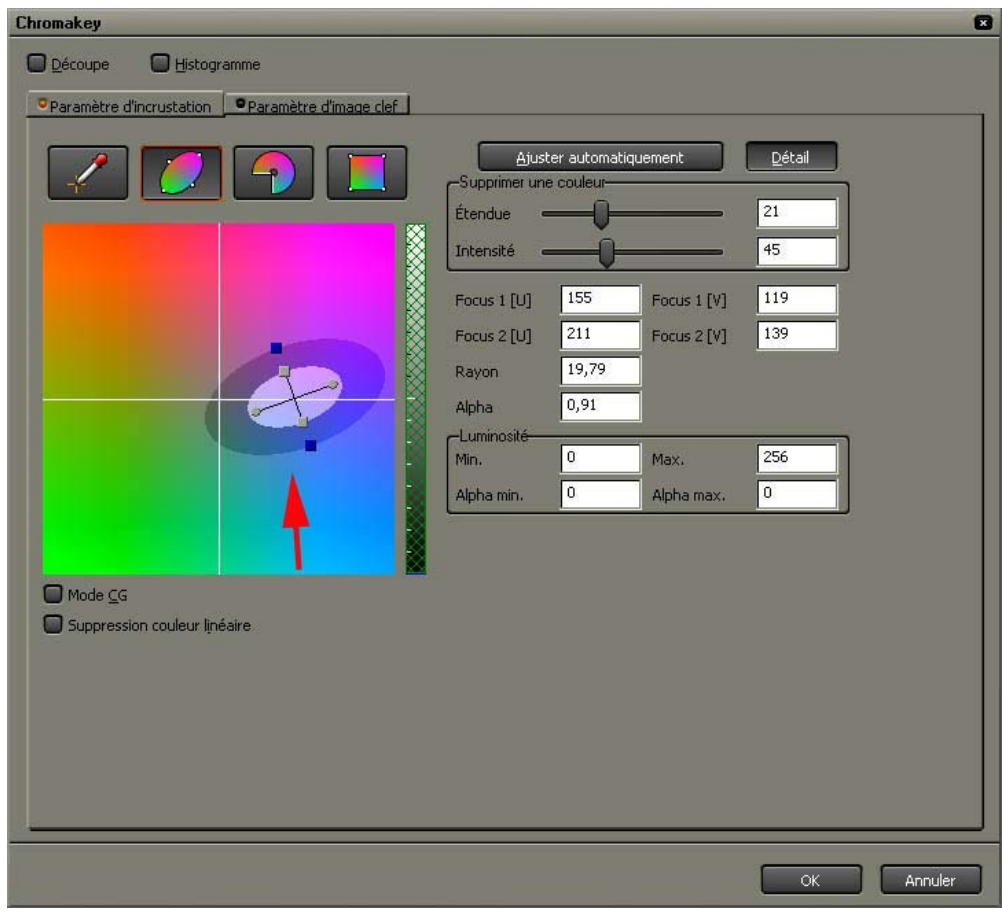 Chromakey
Découpe Histogramme
Paramètre d'incrustation Paramètre d'image clef
Ajuster automatiquement Détail
Supprimer une couleur
Étendue 21
Intensité 45
Focus 1 [U] 155 Focus 1 [V] 119
Focus 2 [U] 211 Focus 2 [V] 139
Rayon 19,79
Alpha 0,91
Luminosité
Min. 0 Max. 256
Alpha min. 0 Alpha max. 0
Mode CG
Suppression couleur linéaire
OK Annuler